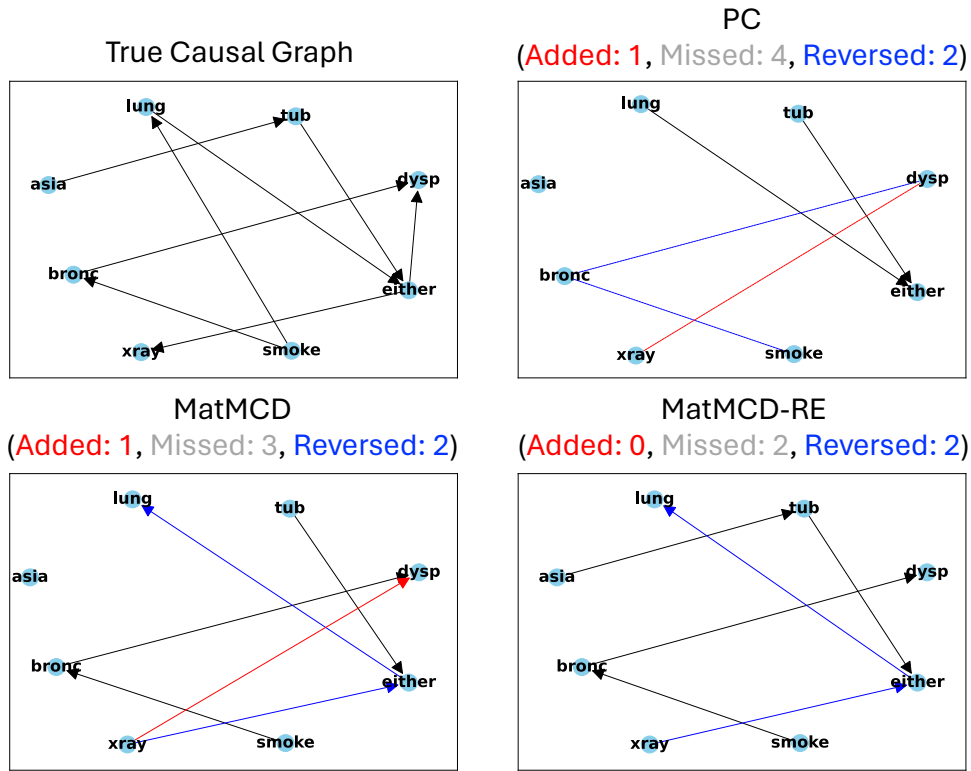 True Causal Graph
lung
tub
asia
dysp
bronc
either
xray
smoke
PC
(Added: 1, Missed: 4, Reversed: 2)
lung
tub
asia
dysp
bronc
either
xray
smoke
MatMCD
(Added: 1, Missed: 3, Reversed: 2)
lung
tub
asia
dysp
bronc
either
xray
smoke
MatMCD-RE
(Added: 0, Missed: 2, Reversed: 2)
lung
tub
asia
dysp
bronc
either
xray
smoke